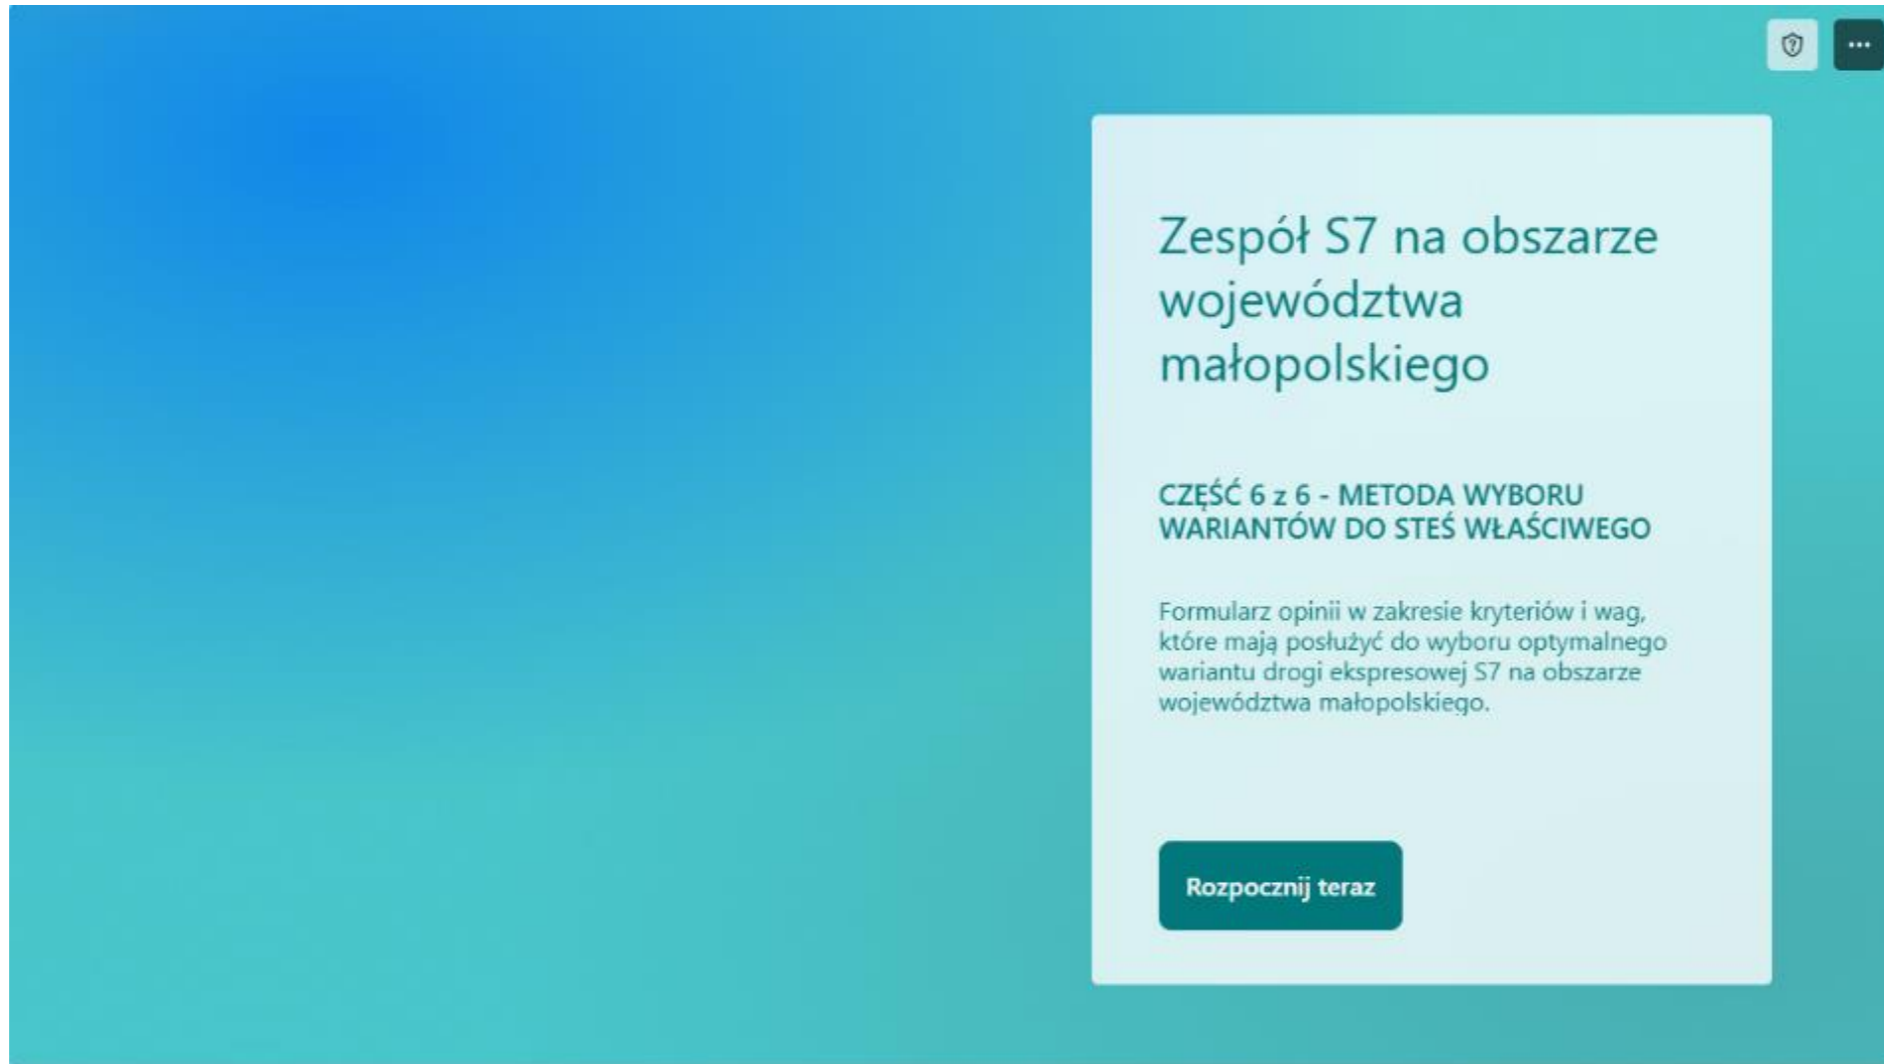 Zespół S7 na obszarze
województwa
małopolskiego
CZĘŚĆ 6 z 6 - METODA WYBORU
WARIANTÓW DO STEŚ WŁAŚCIWEGO
Formularz opinii w zakresie kryteriów i wag,
które mają posłużyć do wyboru optymalnego
wariantu drogi ekspresowej S7 na obszarze
województwa małopolskiego.
Rozpocznij teraz